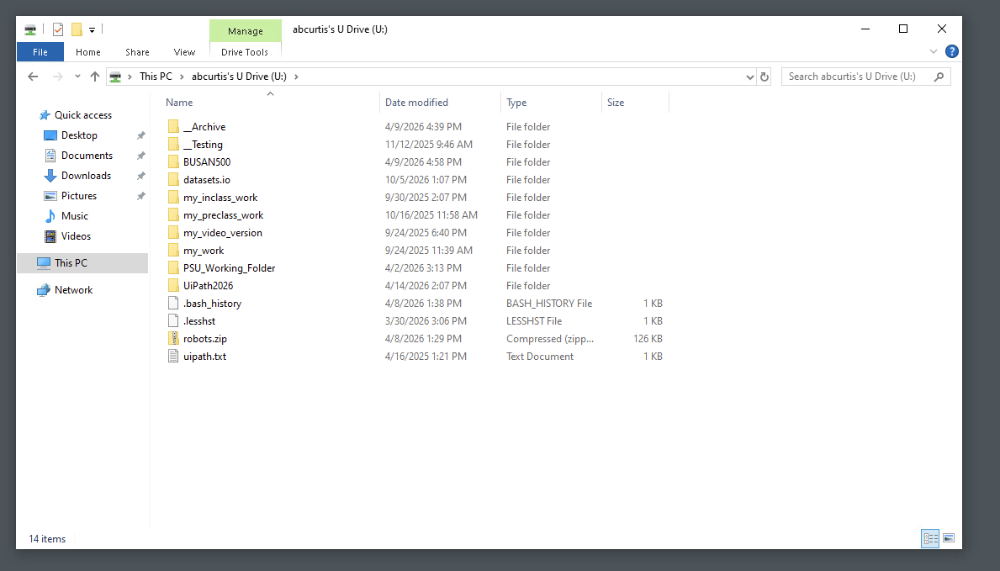 Manage
abcurtis's U Drive (U:)
File
Home
Share
View
Drive Tools
?
This PC
abcurtis's U Drive (U:)
Search abcurtis's U Drive (U:)
Quick access
Desktop
Documents
Downloads
Pictures
Music
Videos
This PC
Network
Name Date modified Type Size
__Archive 4/9/2026 4:39 PM File folder
__Testing 11/12/2025 9:46 AM File folder
BUSAN500 4/9/2026 4:58 PM File folder
datasets.io 10/5/2026 1:07 PM File folder
my_inclass_work 9/30/2025 2:07 PM File folder
my_preclass_work 10/16/2025 11:58 AM File folder
my_video_version 9/24/2025 6:40 PM File folder
my_work 9/24/2025 11:39 AM File folder
PSU_Working_Folder 4/2/2026 3:13 PM File folder
UiPath2026 4/14/2026 2:07 PM File folder
.bash_history 4/8/2026 1:38 PM BASH_HISTORY File 1 KB
.lesshst 3/30/2026 3:06 PM LESSHST File 1 KB
robots.zip 4/8/2026 1:29 PM Compressed (zipp... 126 KB
uipath.txt 4/16/2025 1:21 PM Text Document 1 KB
14 items